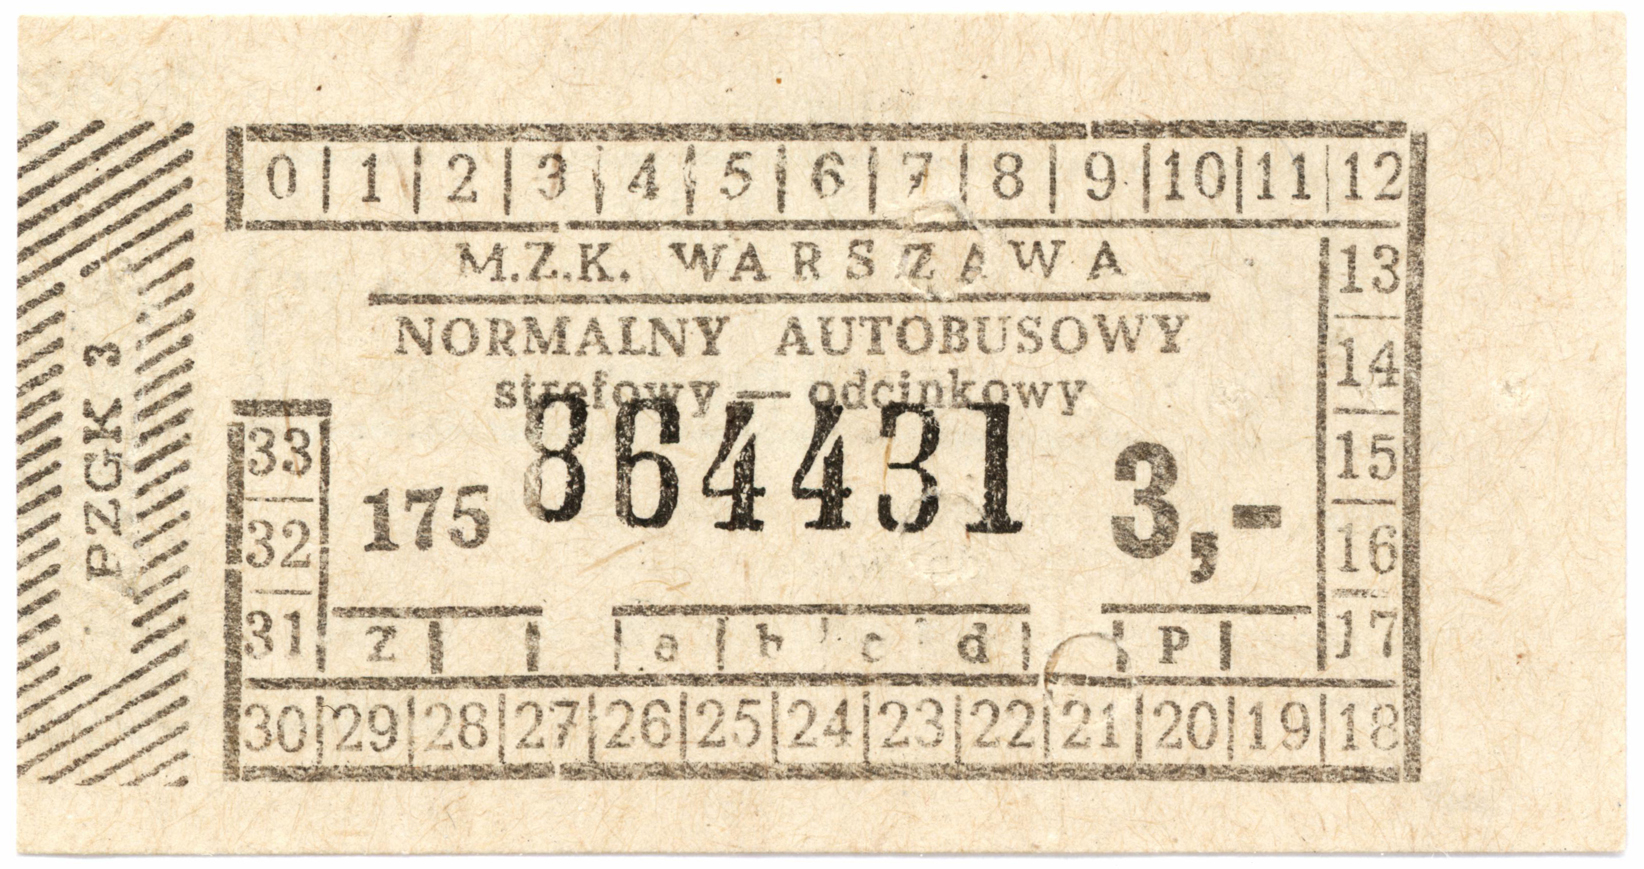 0 1 2 3 4 5 6 7 8 9 10 11 12
M.Z.K. WARSZAWA
13
NORMALNY AUTOBUSOWY
14
strefowy — odcinkowy
PZGK 3
33
175 864431 3,-
15
32
16
31
z a b c d P
17
30 29 28 27 26 25 24 23 22 21 20 19 18